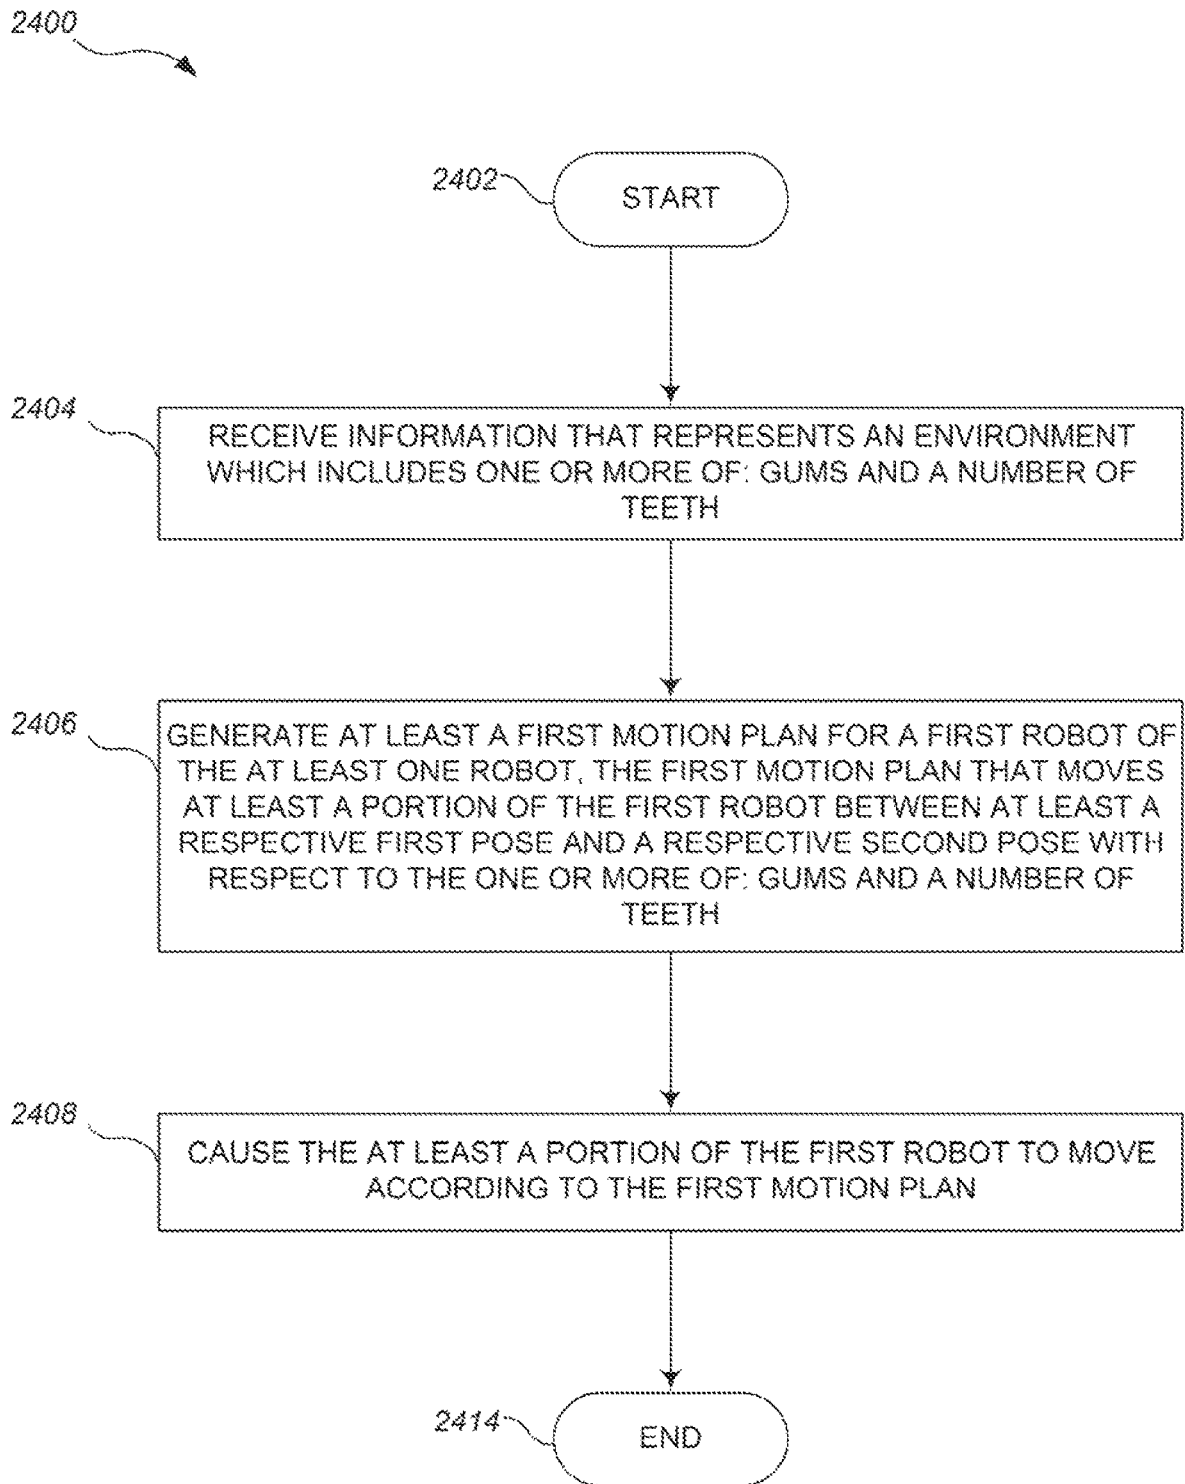 2400
2402
START
2404
RECEIVE INFORMATION THAT REPRESENTS AN ENVIRONMENT
WHICH INCLUDES ONE OR MORE OF: GUMS AND A NUMBER OF
TEETH
2406
GENERATE AT LEAST A FIRST MOTION PLAN FOR A FIRST ROBOT OF
THE AT LEAST ONE ROBOT, THE FIRST MOTION PLAN THAT MOVES
AT LEAST A PORTION OF THE FIRST ROBOT BETWEEN AT LEAST A
RESPECTIVE FIRST POSE AND A RESPECTIVE SECOND POSE WITH
RESPECT TO THE ONE OR MORE OF: GUMS AND A NUMBER OF
TEETH
2408
CAUSE THE AT LEAST A PORTION OF THE FIRST ROBOT TO MOVE
ACCORDING TO THE FIRST MOTION PLAN
2414
END